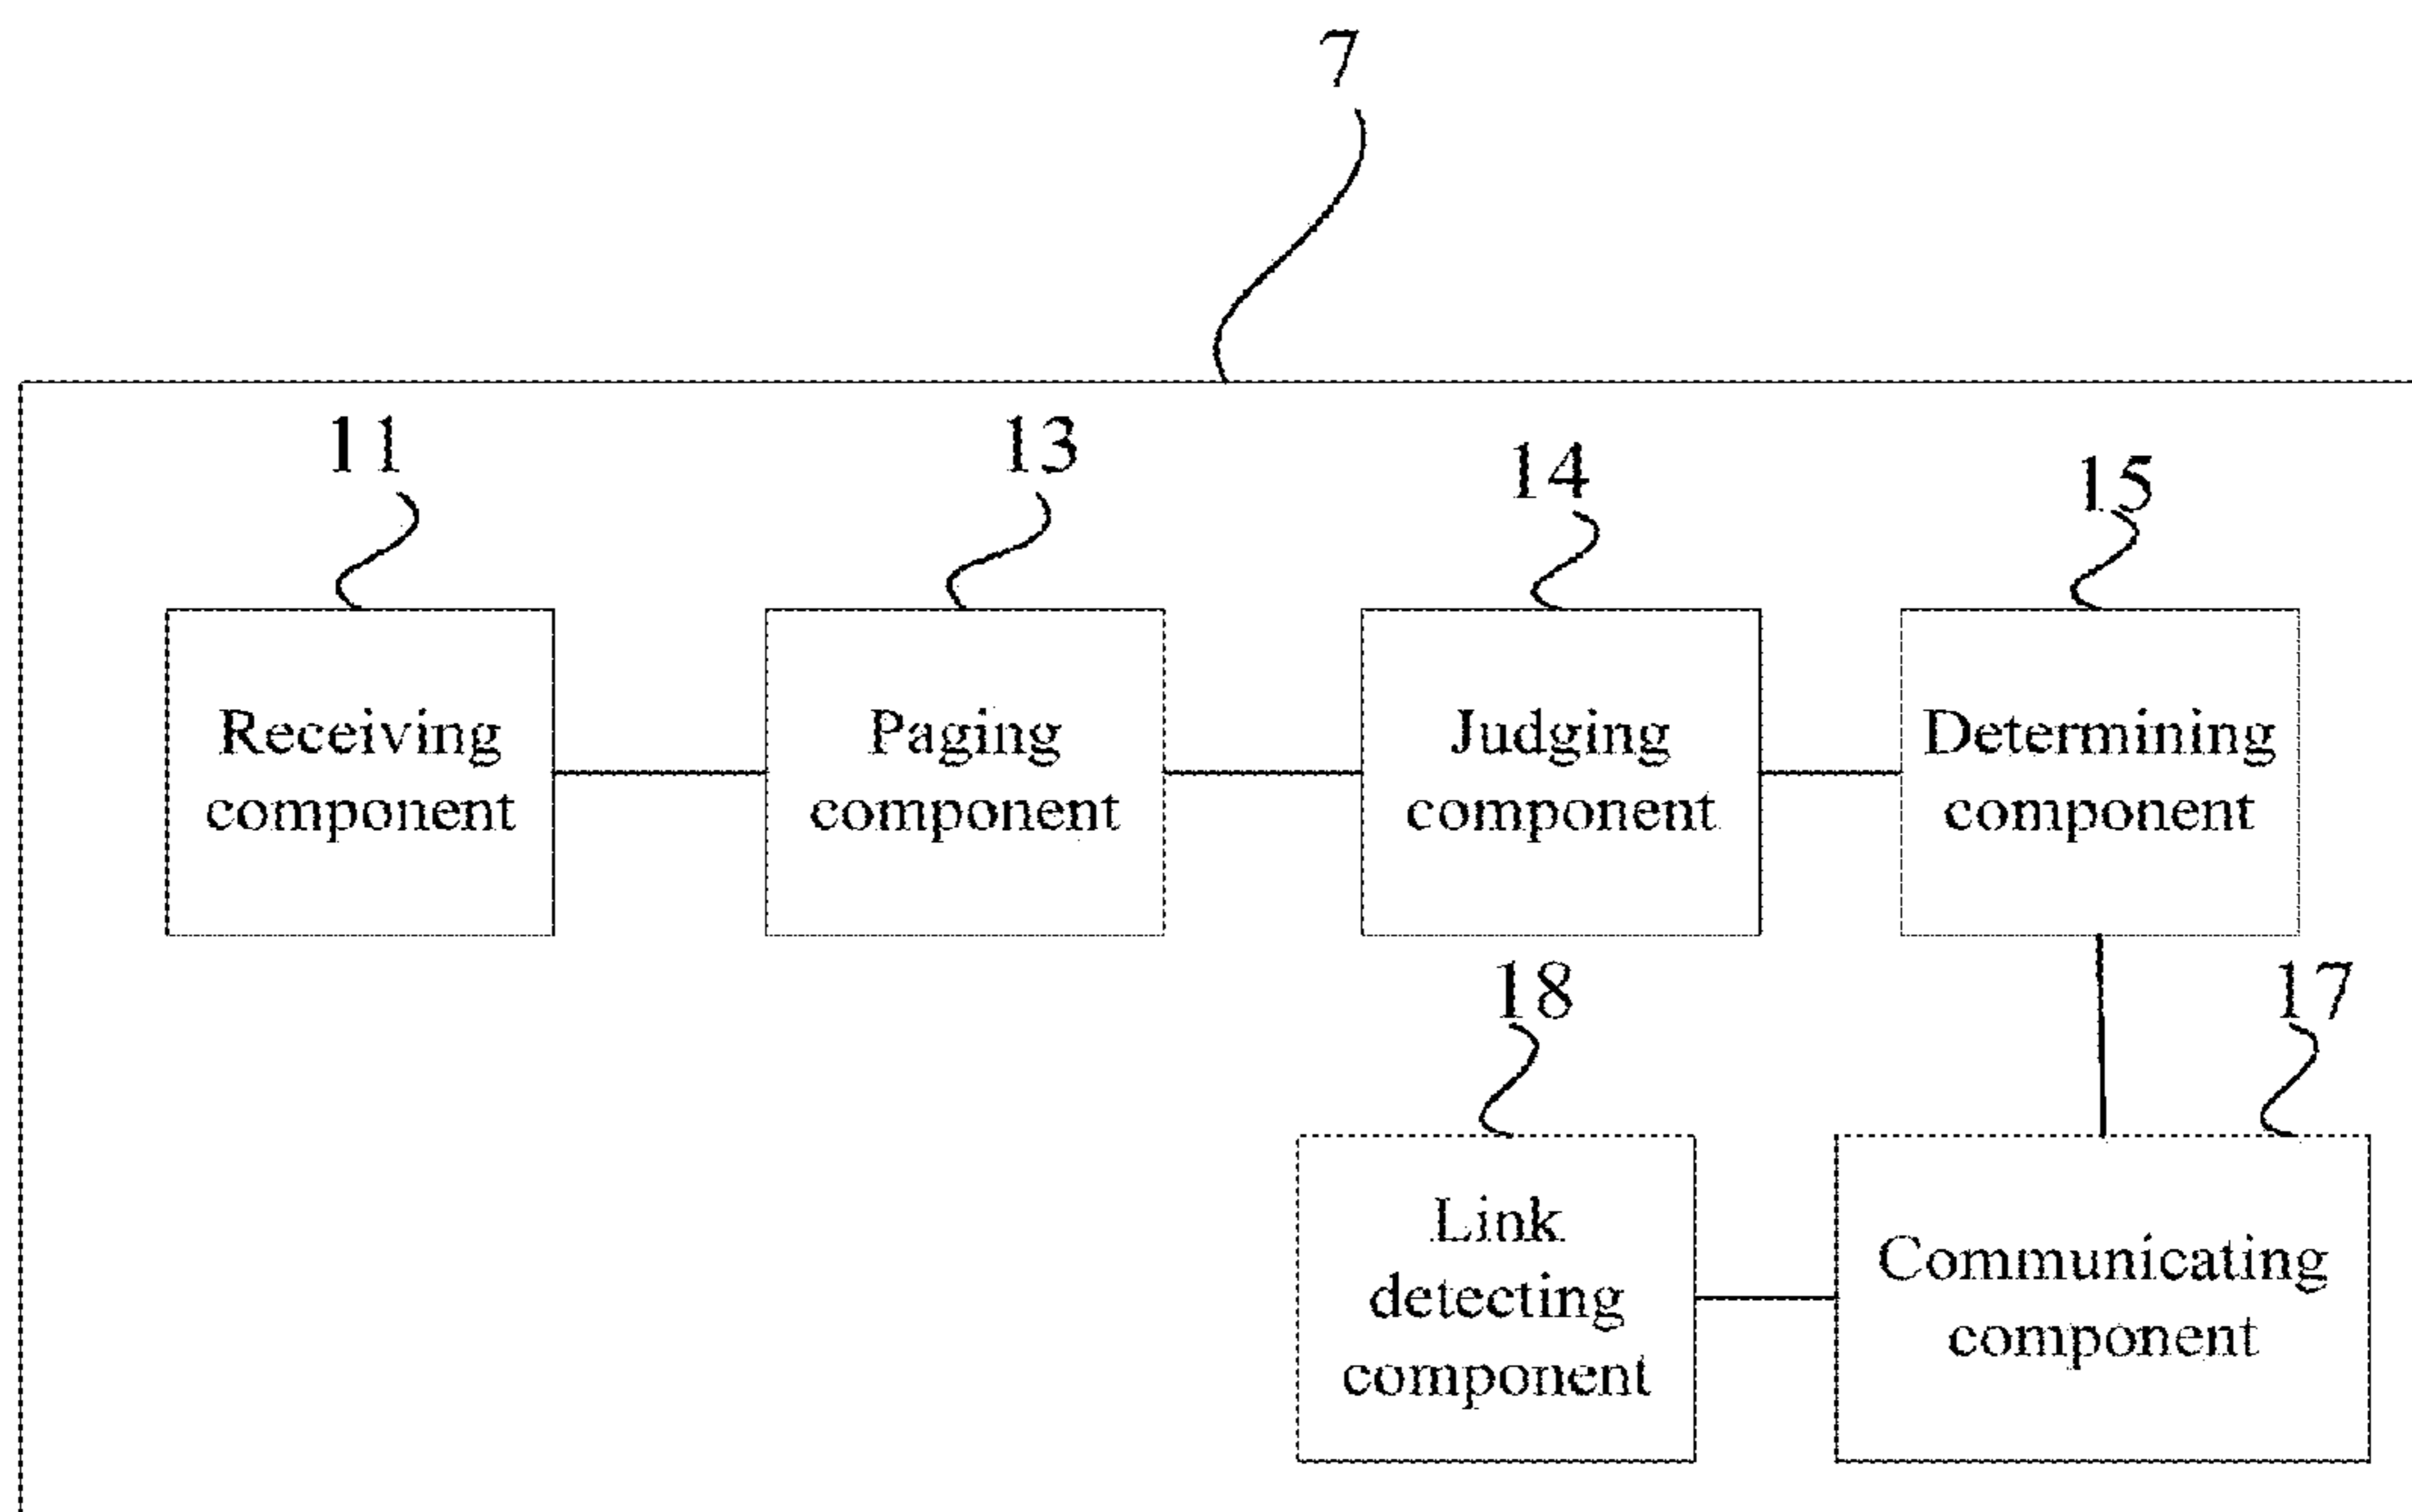 7
11
13
14
15
Receiving
component
Paging
component
Judging
component
Determining
component
18
17
Link
detecting
component
Communicating
component